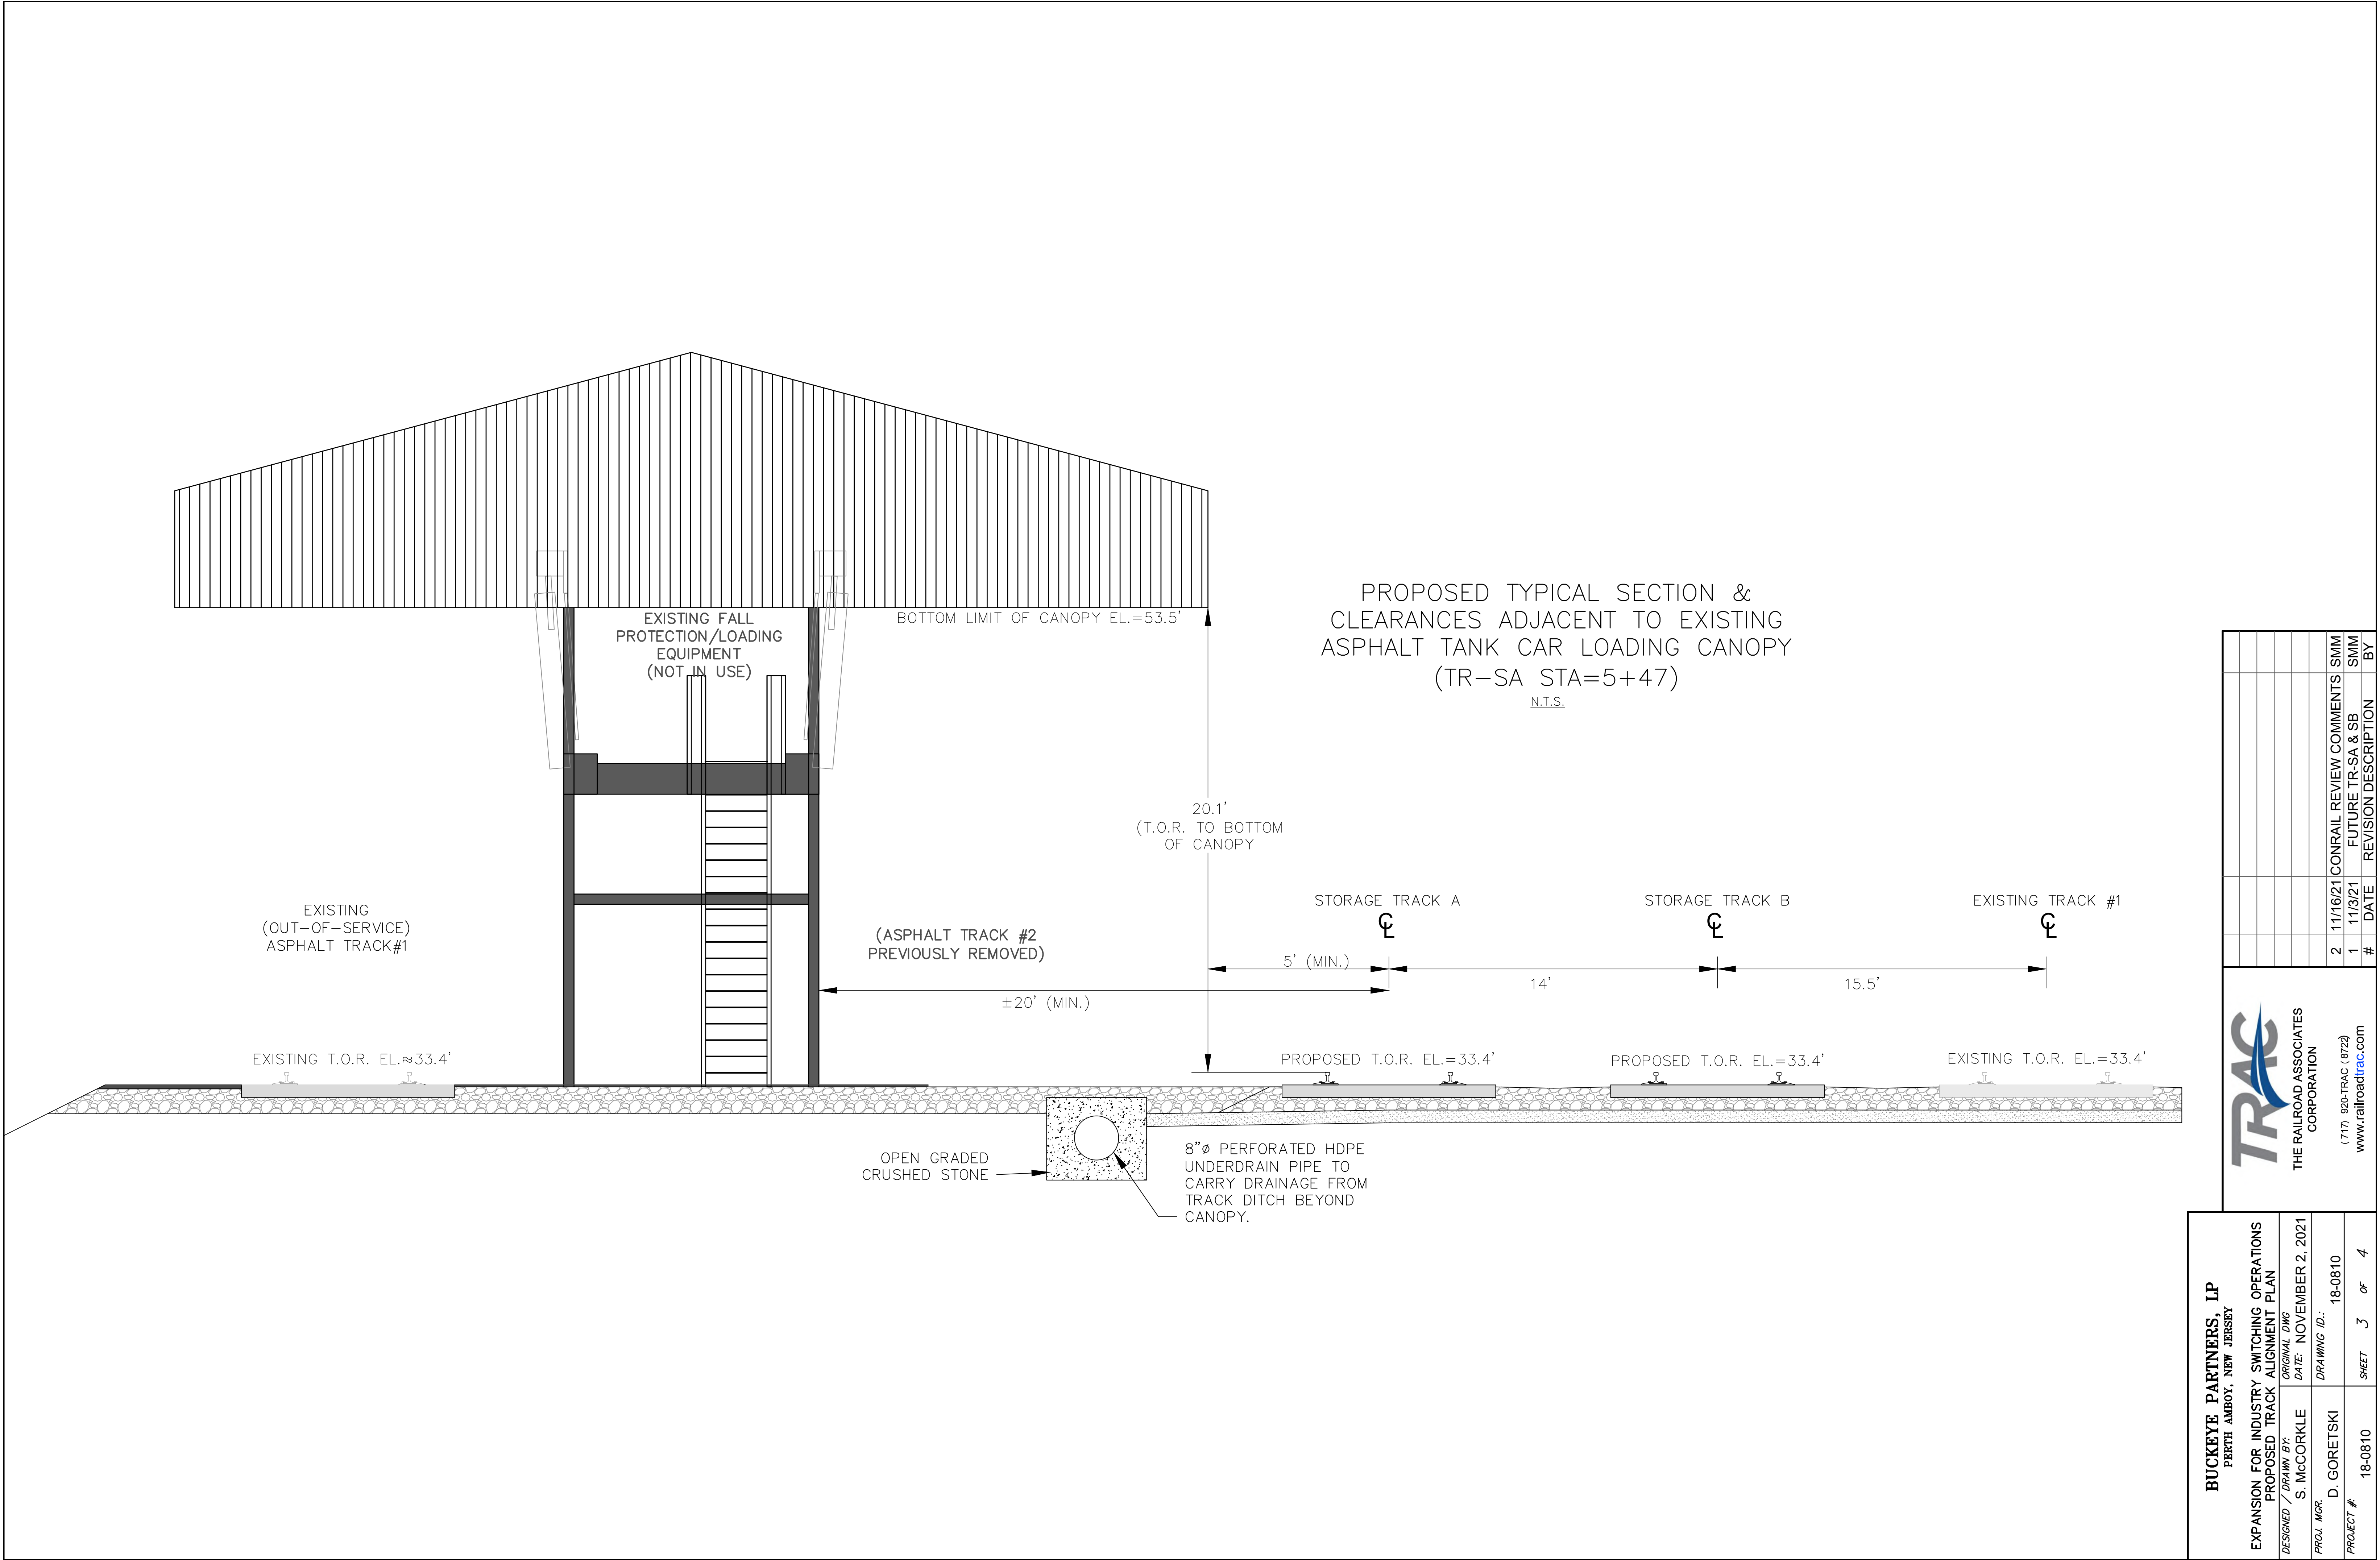 PROPOSED TYPICAL SECTION &
CLEARANCES ADJACENT TO EXISTING
ASPHALT TANK CAR LOADING CANOPY
(TR-SA STA=5+47)
N.T.S.
EXISTING FALL
PROTECTION/LOADING
EQUIPMENT
(NOT IN USE)
BOTTOM LIMIT OF CANOPY EL.=53.5'
20.1'
(T.O.R. TO BOTTOM
OF CANOPY
EXISTING
(OUT-OF-SERVICE)
ASPHALT TRACK#1
(ASPHALT TRACK #2
PREVIOUSLY REMOVED)
STORAGE TRACK A
STORAGE TRACK B
EXISTING TRACK #1
℄
℄
℄
5' (MIN.)
14'
15.5'
±20' (MIN.)
EXISTING T.O.R. EL.≈33.4'
PROPOSED T.O.R. EL.=33.4'
PROPOSED T.O.R. EL.=33.4'
EXISTING T.O.R. EL.=33.4'
OPEN GRADED
CRUSHED STONE
8"ø PERFORATED HDPE
UNDERDRAIN PIPE TO
CARRY DRAINAGE FROM
TRACK DITCH BEYOND
CANOPY.
2 11/16/21 CONRAIL REVIEW COMMENTS SMM
1 11/3/21 FUTURE TR-SA & SB SMM
# DATE REVISION DESCRIPTION BY
TRAC
THE RAILROAD ASSOCIATES
CORPORATION
(717) 920-TRAC (8722)
www.railroadtrac.com
BUCKEYE PARTNERS, LP
PERTH AMBOY, NEW JERSEY
EXPANSION FOR INDUSTRY SWITCHING OPERATIONS
PROPOSED TRACK ALIGNMENT PLAN
DESIGNED / DRAWN BY:
S. McCORKLE
ORIGINAL DWG
DATE: NOVEMBER 2, 2021
PROJ. MGR.
D. GORETSKI
DRAWING ID.:
18-0810
PROJECT #:
18-0810
SHEET 3 OF 4